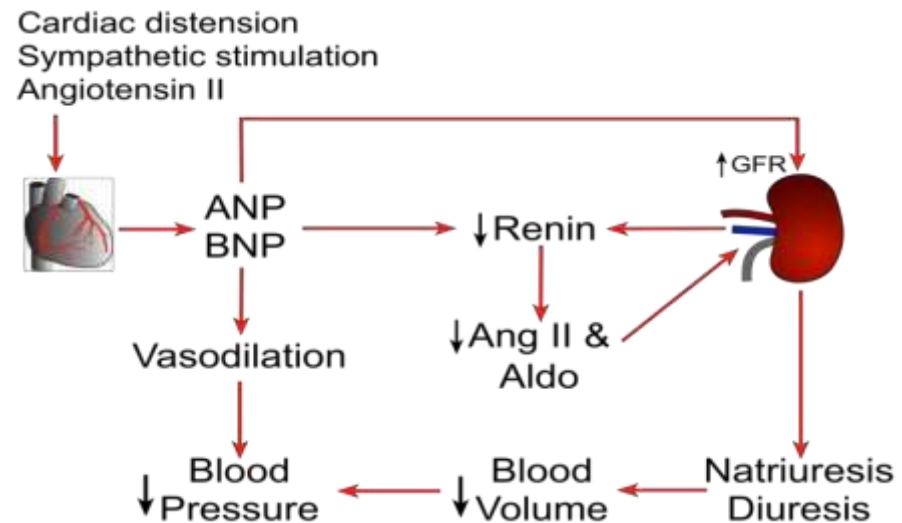 Cardiac distension
Sympathetic stimulation
Angiotensin II
↑GFR
ANP
BNP
↓Renin
Vasodilation
↓Ang II &
Aldo
Blood
↓Pressure
Blood
↓Volume
Natriuresis
Diuresis